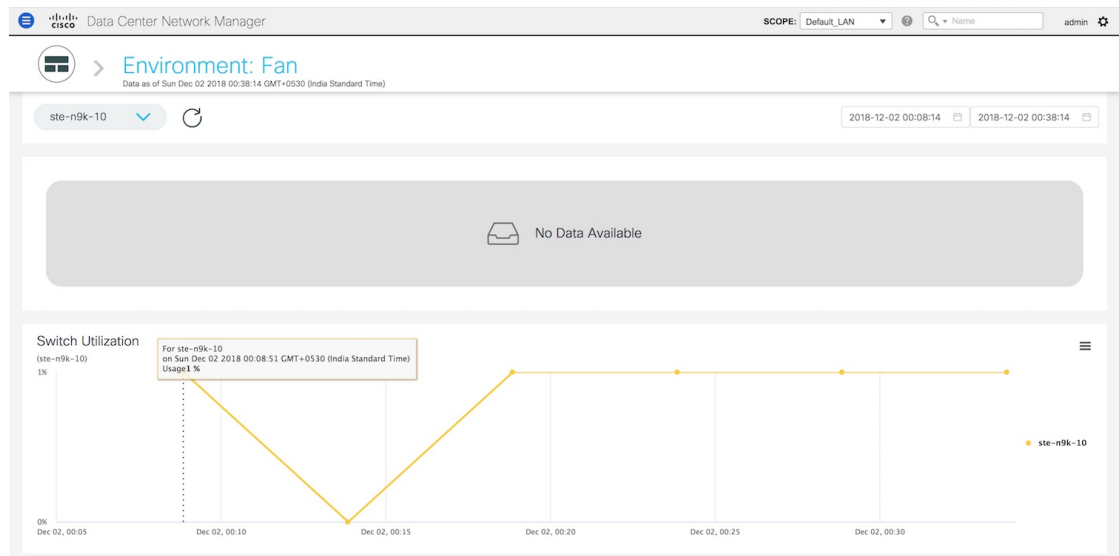 CISCO Data Center Network Manager SCOPE: Default_LAN ? Name admin
Environment: Fan
Data as of Sun Dec 02 2018 00:38:14 GMT+0530 (India Standard Time)
ste-n9k-10 2018-12-02 00:08:14 2018-12-02 00:38:14
No Data Available
Switch Utilization
(ste-n9k-10)
For ste-n9k-10
on Sun Dec 02 2018 00:08:51 GMT+0530 (India Standard Time)
Usage1 %
1%
ste-n9k-10
0%
Dec 02, 00:05 Dec 02, 00:10 Dec 02, 00:15 Dec 02, 00:20 Dec 02, 00:25 Dec 02, 00:30